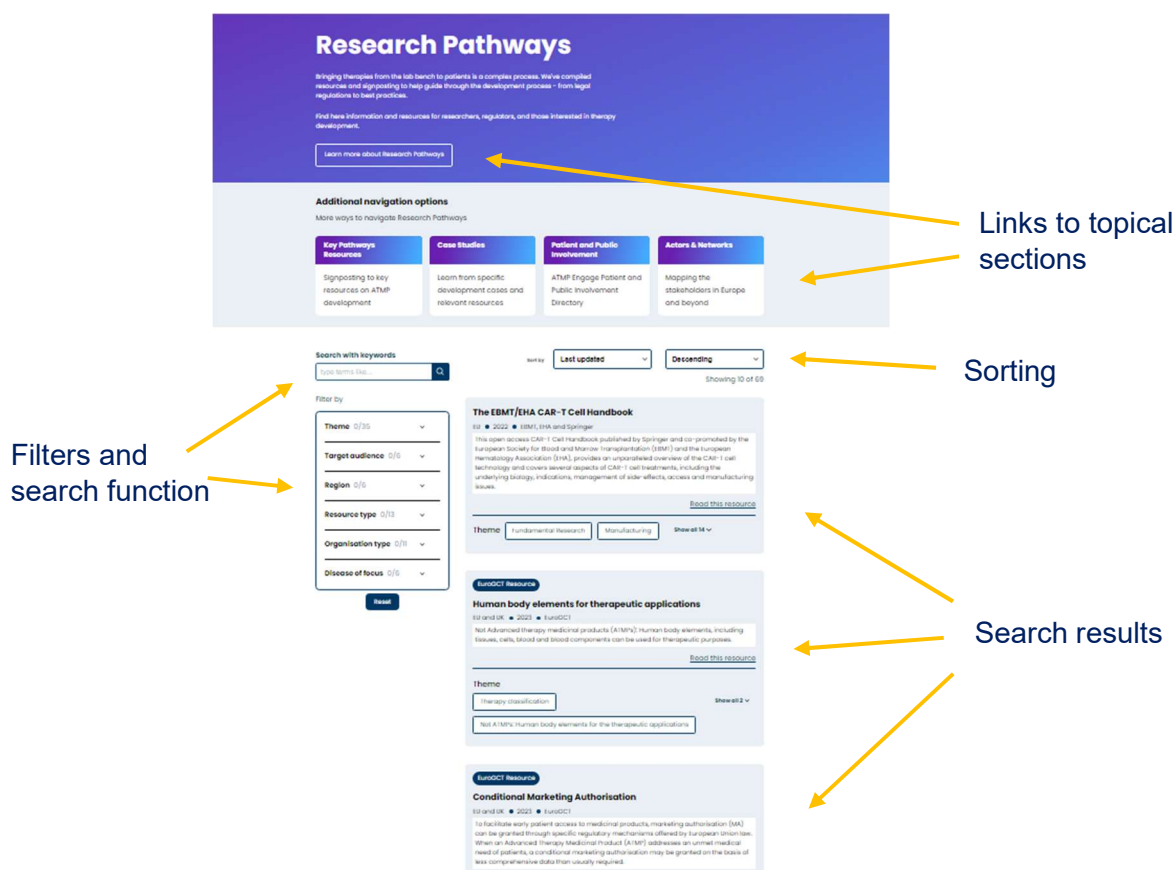 Research Pathways
Bringing therapies from the lab bench to patients is a complex process. We've compiled
resources and signposting to help guide through the development process - from legal
regulations to best practices.
Find here information and resources for researchers, regulators, and those interested in therapy
development.
Learn more about Research Pathways
Additional navigation options
More ways to navigate Research Pathways
Key Pathways
Resources
Signposting to key
resources on ATMP
development
Case Studies
Learn from specific
development cases and
relevant resources
Patient and Public
Involvement
ATMP Engage Patient and
Public Involvement
Directory
Actors & Networks
Mapping the
stakeholders in Europe
and beyond
Links to topical
sections
Search with keywords
type terms like...
Sort by
Last updated
Descending
Showing 10 of 69
Sorting
Filter by
Theme 0/35
Target audience 0/6
Region 0/6
Resource type 0/13
Organisation type 0/11
Disease of focus 0/6
Reset
Filters and
search function
The EBMT/EHA CAR-T Cell Handbook
EU ● 2022 ● EBMT, EHA and Springer
This open access CAR-T Cell Handbook published by Springer and co-promoted by the
European Society for Blood and Marrow Transplantation (EBMT) and the European
Hematology Association (EHA), provides an unparalleled overview of the CAR-T cell
technology and covers several aspects of CAR-T cell treatments, including the
underlying biology, indications, management of side-effects, access and manufacturing
issues.
Read this resource
Theme
Fundamental Research
Manufacturing
Show all 14
EuroGCT Resource
Human body elements for therapeutic applications
EU and UK ● 2023 ● EuroGCT
Not Advanced therapy medicinal products (ATMPs): Human body elements, including
tissues, cells, blood and blood components can be used for therapeutic purposes.
Read this resource
Theme
Therapy classification
Show all 2
Not ATMPs: Human body elements for the therapeutic applications
Search results
EuroGCT Resource
Conditional Marketing Authorisation
EU and UK ● 2023 ● EuroGCT
To facilitate early patient access to medicinal products, marketing authorisation (MA)
can be granted through specific regulatory mechanisms offered by European Union law.
When an Advanced Therapy Medicinal Product (ATMP) addresses an unmet medical
need of patients, a conditional marketing authorisation may be granted on the basis of
less comprehensive data than usually required.